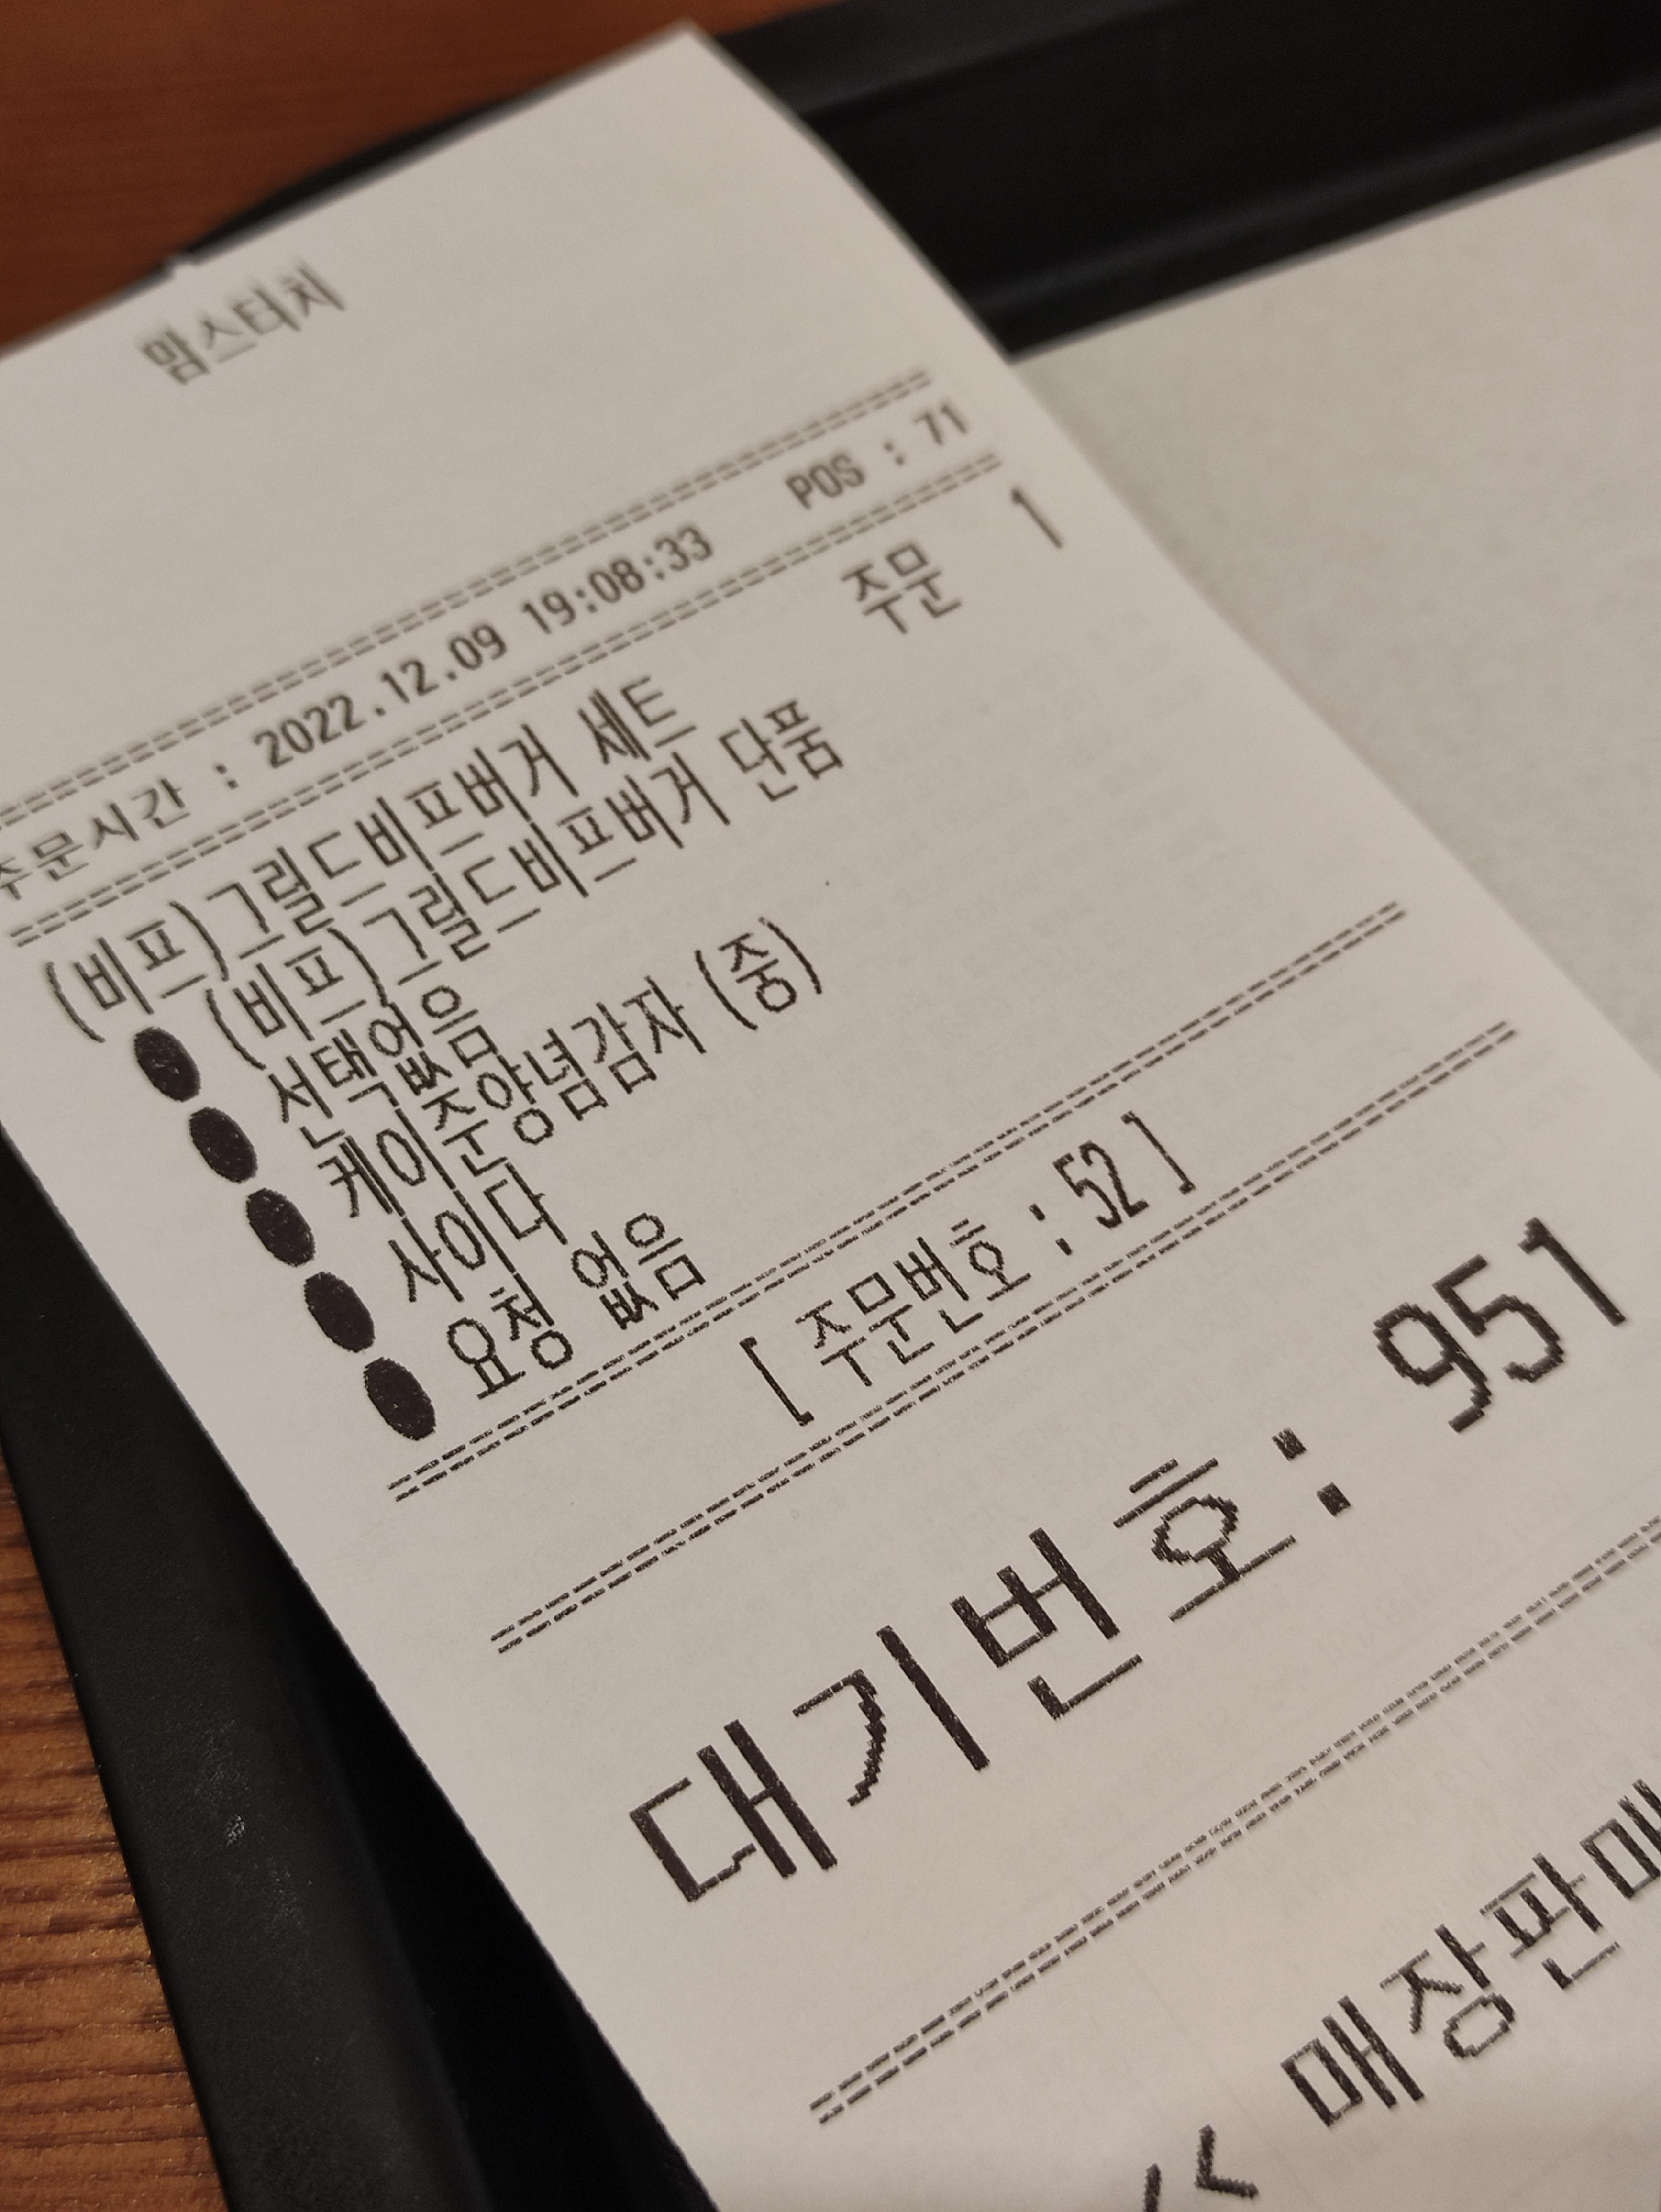 맘스터치
주문시간 : 2022.12.09 19:08:33 POS : 71
주문 1
(비프)그릴드비프버거 세트
● (비프)그릴드비프버거 단품
● 선택없음
● 케이준양념감자(중)
● 사이다
● 요청 없음
[ 주문번호:52 ]
대기번호: 951
<< 매장판매